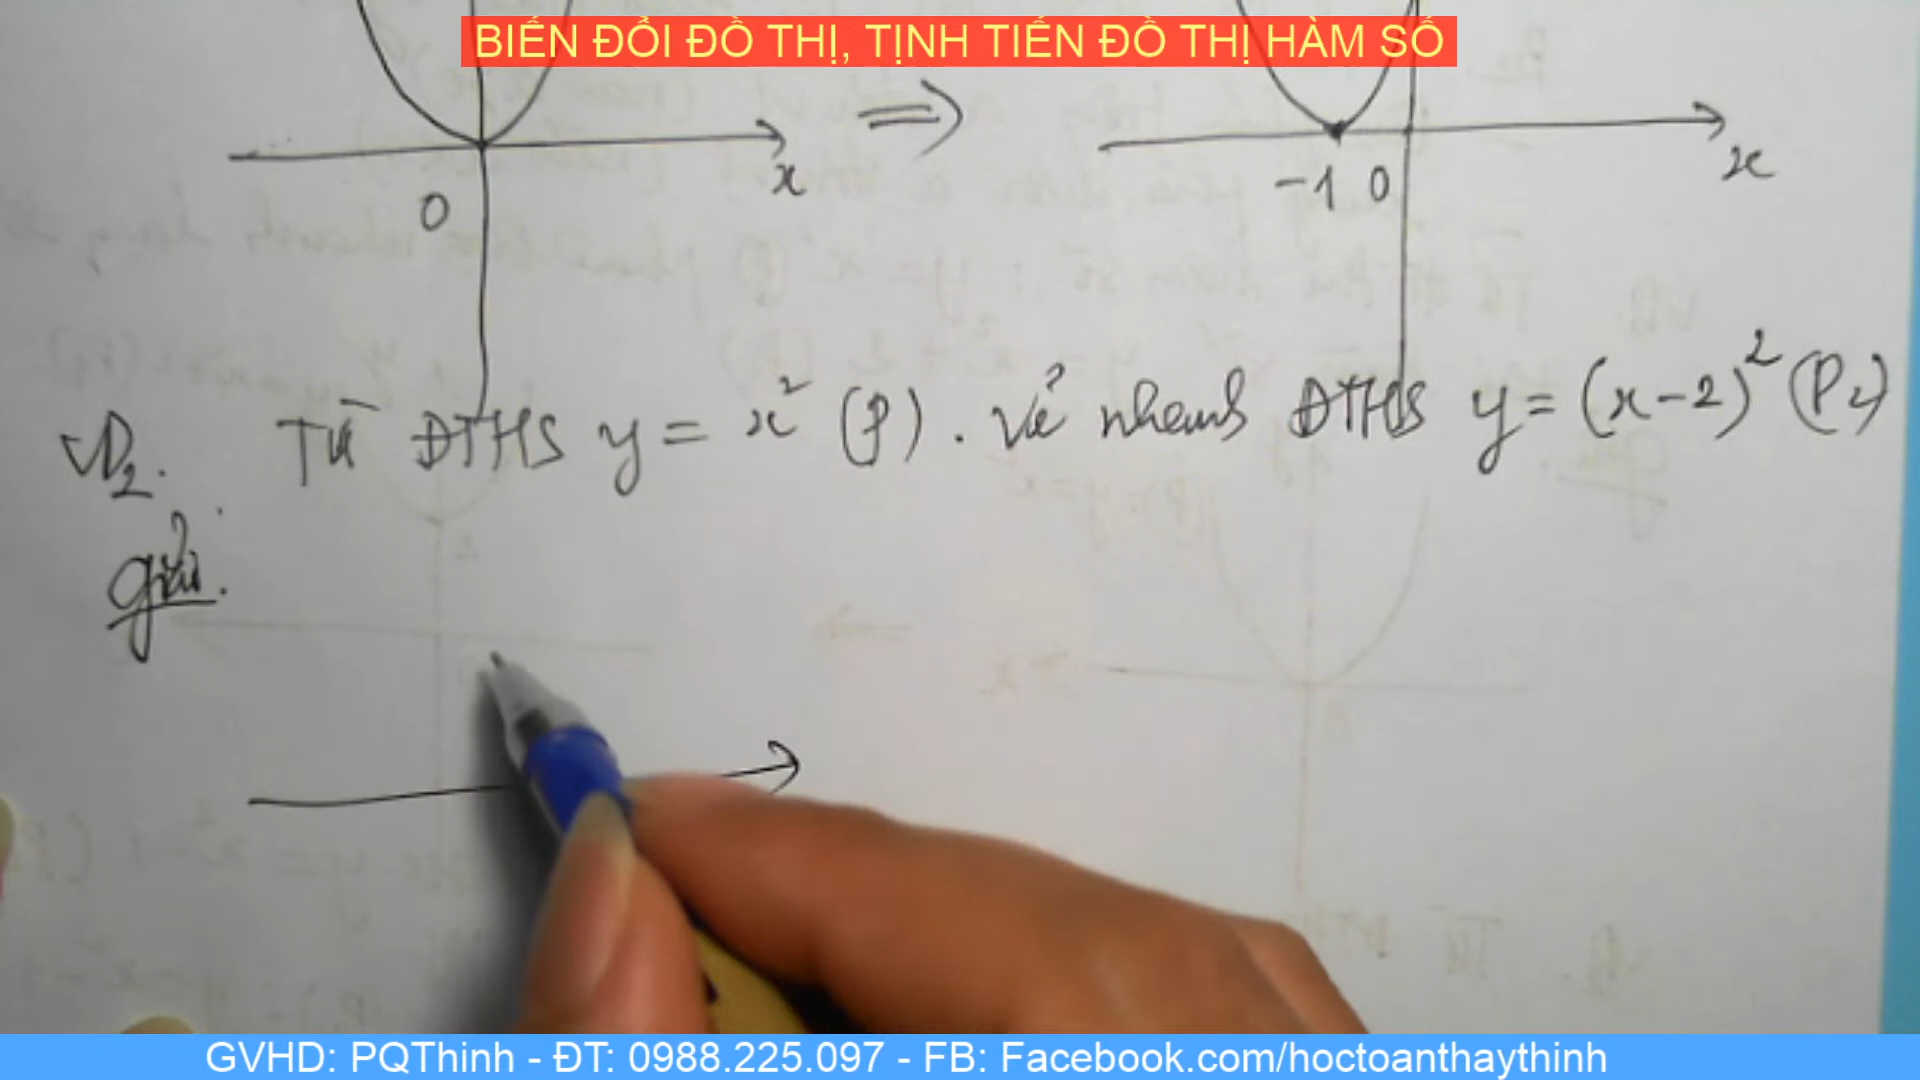 BIẾN ĐỔI ĐỒ THỊ, TỊNH TIẾN ĐỒ THỊ HÀM SỐ
x
x
0
-1 0
VD2. Từ ĐTHS y = x² (P). Vẽ nhanh ĐTHS y = (x-2)² (P2)
giải.
GVHD: PQThinh - ĐT: 0988.225.097 - FB: Facebook.com/hoctoanthaythinh